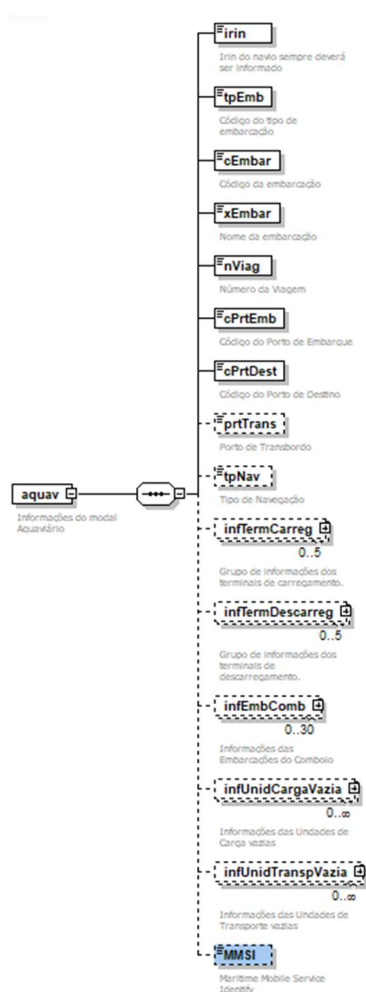 irin
Irin do navio sempre deverá
ser informado
tpEmb
Código do tipo de
embarcação
cEmbar
Código da embarcação
xEmbar
Nome da embarcação
nViag
Número da Viagem
cPrtEmb
Código do Porto de Embarque
cPrtDest
Código do Porto de Destino
prtTrans
Porto de Transbordo
aquav
Informações do modal
Aquaviário
tpNav
Tipo de Navegação
infTermCarreg
0..5
Grupo de informações dos
terminais de carregamento.
infTermDescarreg
0..5
Grupo de informações dos
terminais de
descarregamento.
infEmbComb
0..30
Informações das
Embarcações do Comboio
infUnidCargaVazia
0..∞
Informações das Undades de
Carga vazias
infUnidTranspVazia
0..∞
Informações das Undades de
Transporte vazias
MMSI
Maritime Mobile Service
Identify